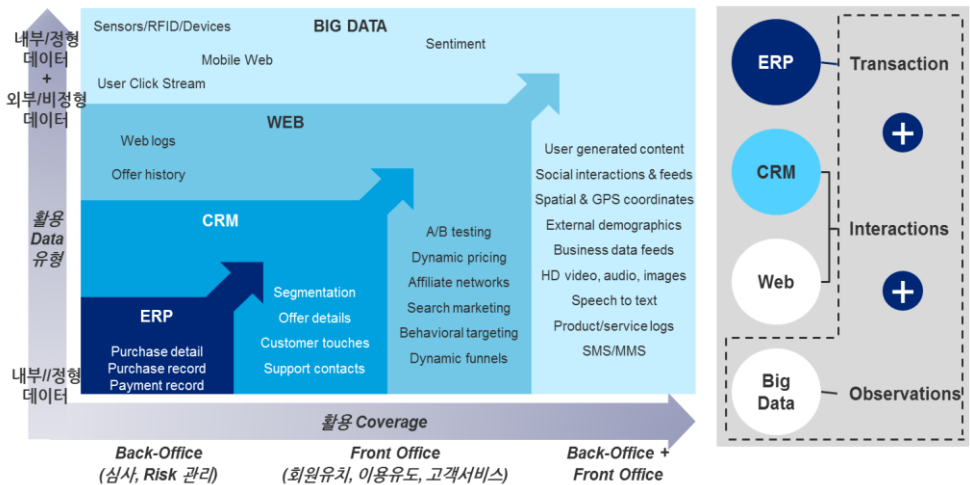 내부/정형
데이터
+
외부/비정형
데이터
활용
Data
유형
내부//정형
데이터
Sensors/RFID/Devices
BIG DATA
Sentiment
Mobile Web
User Click Stream
WEB
Web logs
Offer history
CRM
ERP
Purchase detail
Purchase record
Payment record
Segmentation
Offer details
Customer touches
Support contacts
A/B testing
Dynamic pricing
Affiliate networks
Search marketing
Behavioral targeting
Dynamic funnels
User generated content
Social interactions & feeds
Spatial & GPS coordinates
External demographics
Business data feeds
HD video, audio, images
Speech to text
Product/service logs
SMS/MMS
활용 Coverage
Back-Office
(심사, Risk 관리)
Front Office
(회원유치, 이용유도, 고객서비스)
Back-Office +
Front Office
ERP
Transaction
+
CRM
Interactions
Web
+
Big
Data
Observations